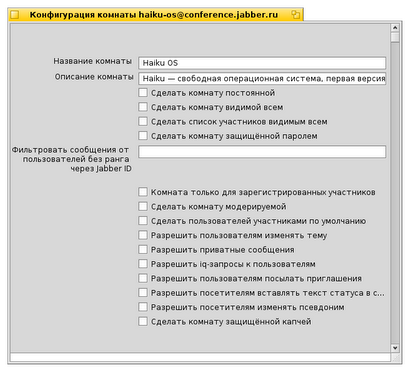 Конфигурация комнаты haiku-os@conference.jabber.ru
Название комнаты
Haiku OS
Описание комнаты
Haiku — свободная операционная система, первая версия
Сделать комнату постоянной
Сделать комнату видимой всем
Сделать список участников видимым всем
Сделать комнату защищённой паролем
Фильтровать сообщения от
пользователей без ранга
через Jabber ID
Комната только для зарегистрированных участников
Сделать комнату модерируемой
Сделать пользователей участниками по умолчанию
Разрешить пользователям изменять тему
Разрешить приватные сообщения
Разрешить iq-запросы к пользователям
Разрешить пользователям посылать приглашения
Разрешить посетителям вставлять текст статуса в с...
Разрешить посетителям изменять псевдоним
Сделать комнату защищённой капчей